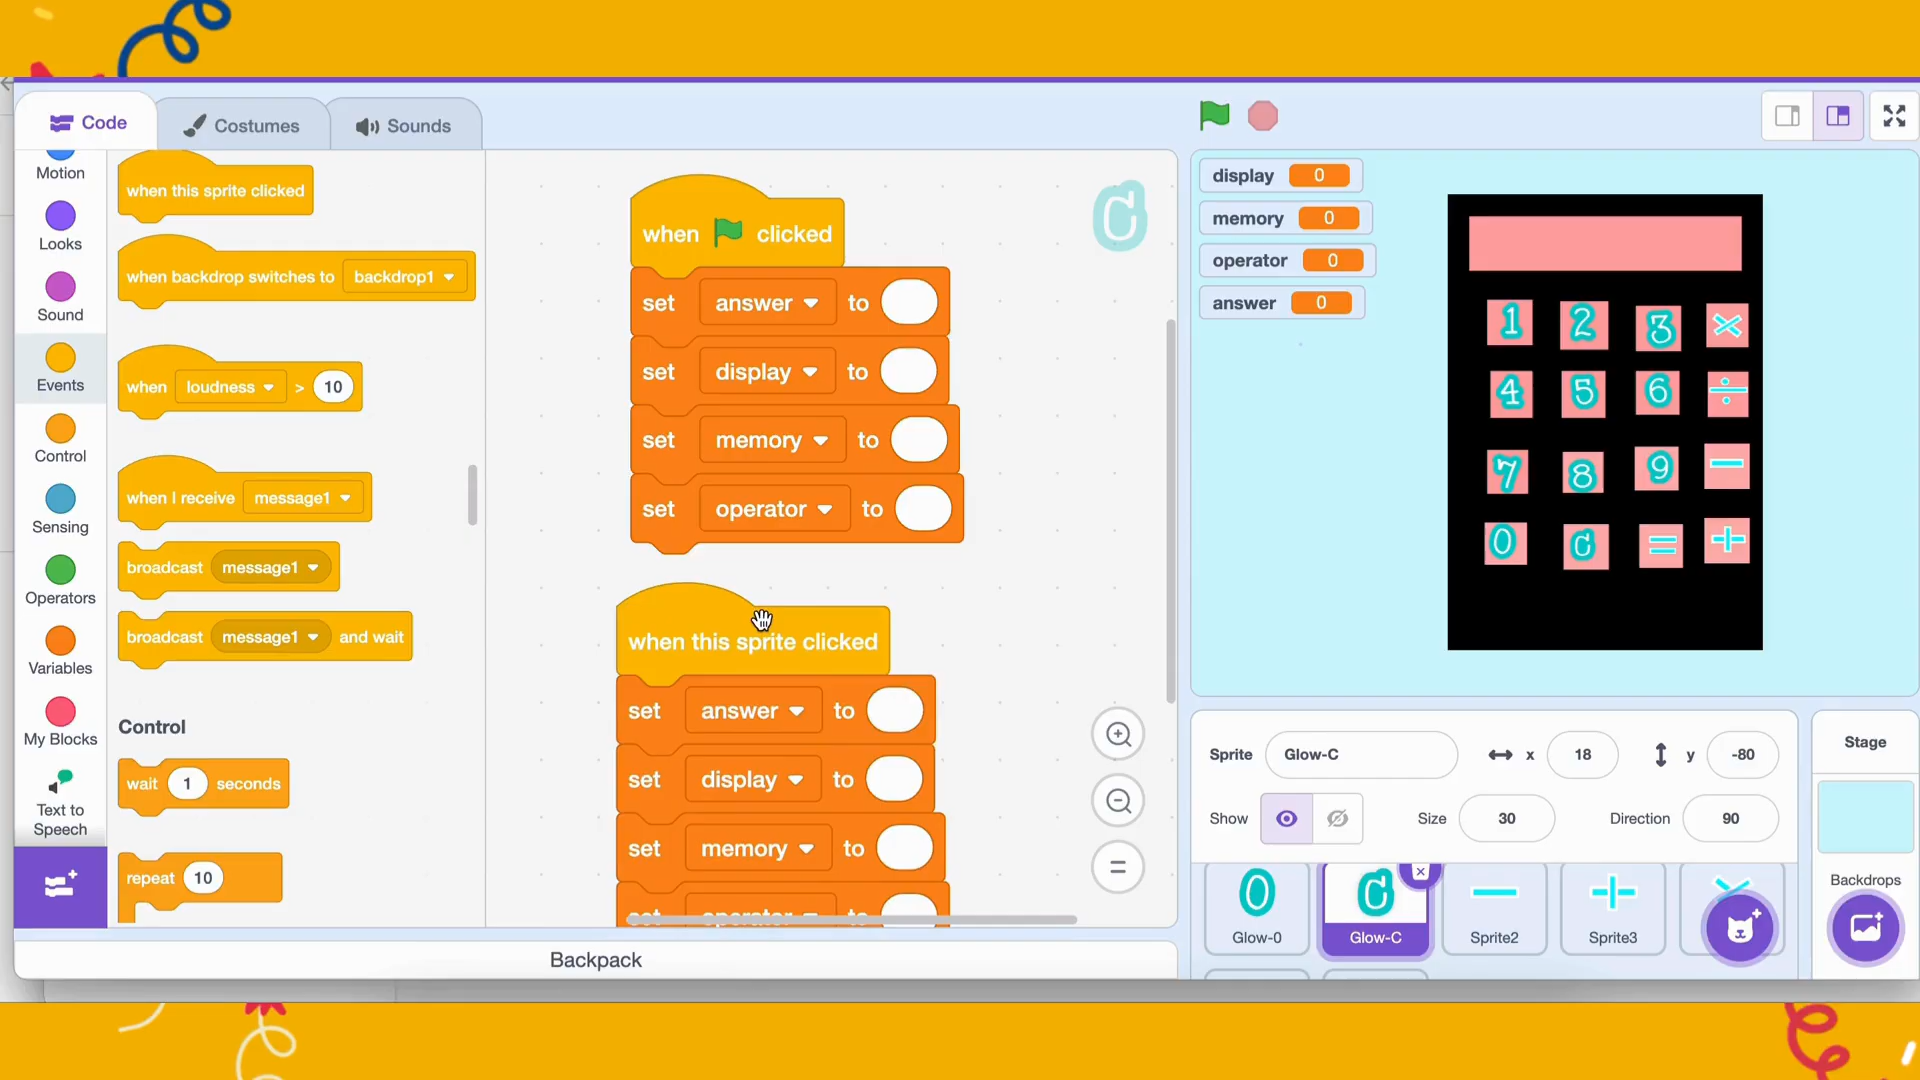 Code
Costumes
Sounds
Motion
Looks
Sound
Events
Control
Sensing
Operators
Variables
My Blocks
Text to
Speech
when this sprite clicked
when backdrop switches to backdrop1
when loudness > 10
when I receive message1
broadcast message1
broadcast message1 and wait
Control
wait 1 seconds
repeat 10
when clicked
set answer to
set display to
set memory to
set operator to
when this sprite clicked
set answer to
set display to
set memory to
set operator to
C
Backpack
display 0
memory 0
operator 0
answer 0
1 2 3 ×
4 5 6 ÷
7 8 9 −
0 C = +
Sprite Glow-C x 18 y -80
Show Size 30 Direction 90
0 C − +
Glow-0 Glow-C Sprite2 Sprite3
Stage
Backdrops